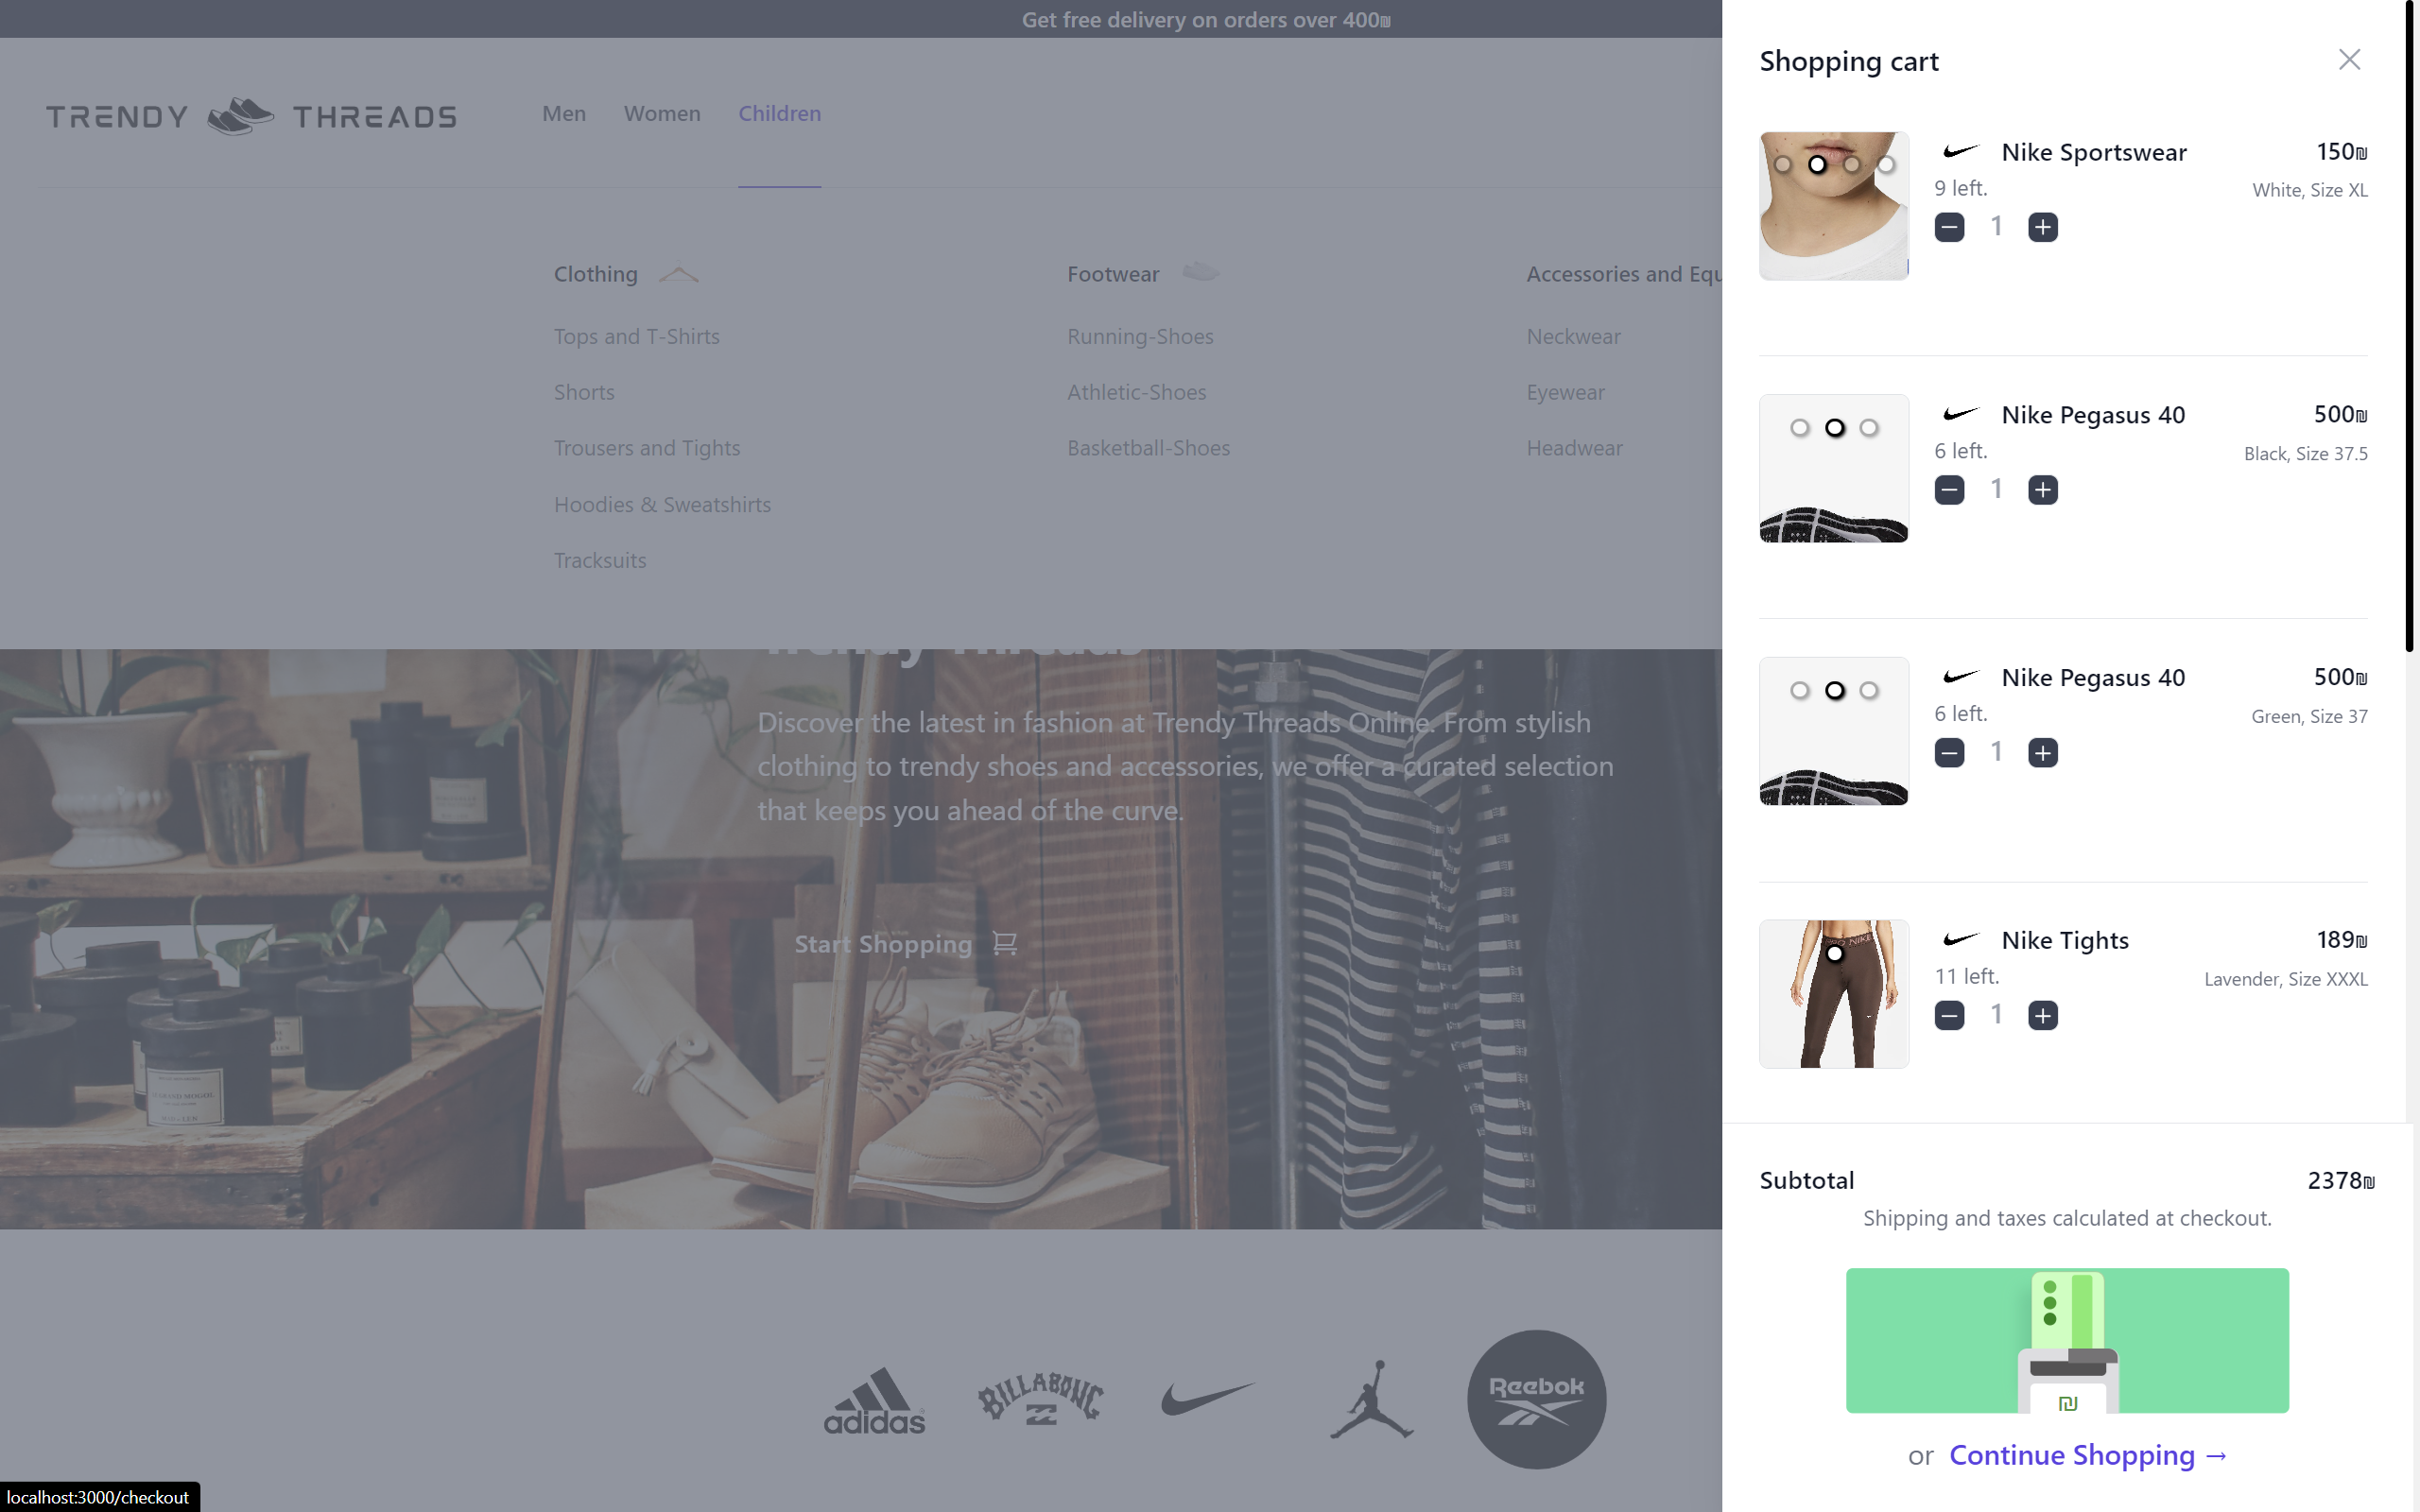 Get free delivery on orders over 400₪
TRENDY THREADS
Men Women Children
Clothing
Tops and T-Shirts
Shorts
Trousers and Tights
Hoodies & Sweatshirts
Tracksuits
Footwear
Running-Shoes
Athletic-Shoes
Basketball-Shoes
Accessories and Equ
Neckwear
Eyewear
Headwear
Trendy Threads
Discover the latest in fashion at Trendy Threads Online. From stylish
clothing to trendy shoes and accessories, we offer a curated selection
that keeps you ahead of the curve.
Start Shopping
adidas
BILLABONG
Reebok
localhost:3000/checkout
Shopping cart
Nike Sportswear 150₪
9 left. White, Size XL
1
Nike Pegasus 40 500₪
6 left. Black, Size 37.5
1
Nike Pegasus 40 500₪
6 left. Green, Size 37
1
Nike Tights 189₪
11 left. Lavender, Size XXXL
1
Subtotal 2378₪
Shipping and taxes calculated at checkout.
₪
or Continue Shopping →